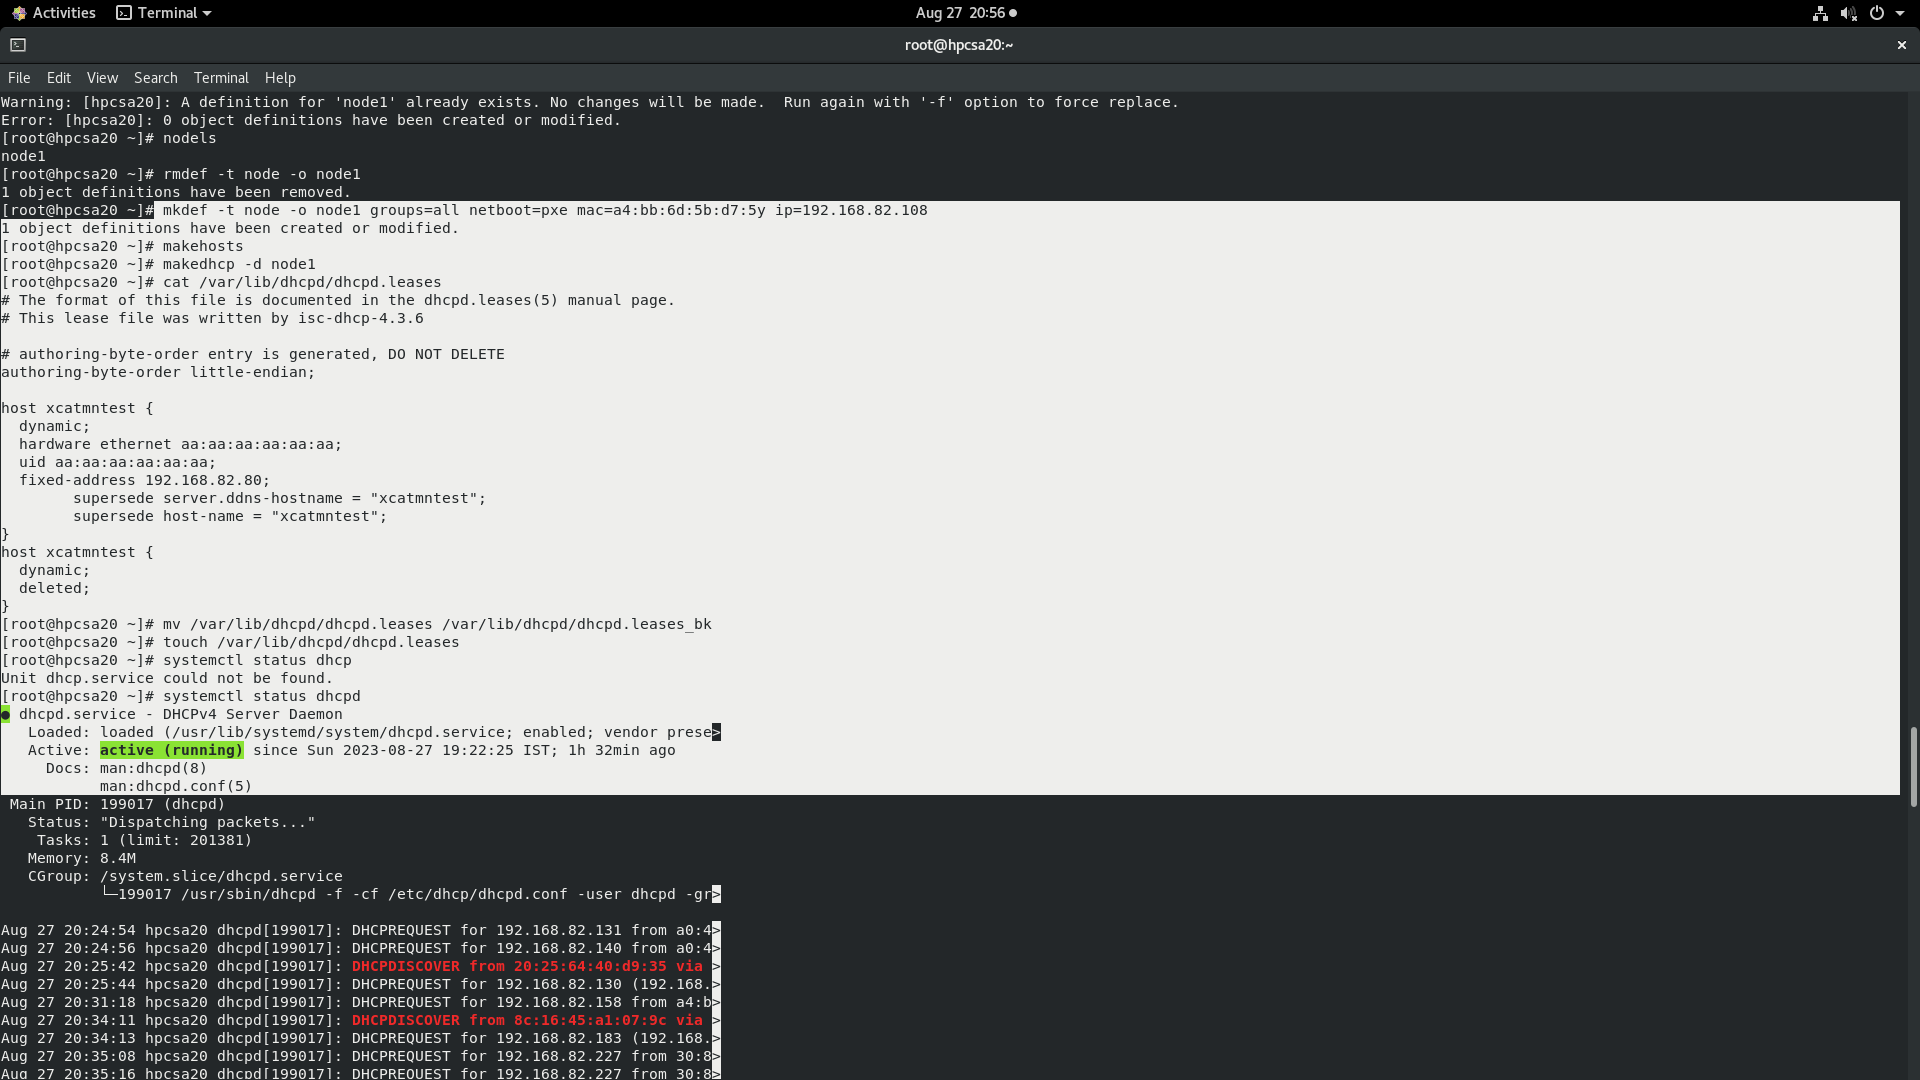 Activities Terminal Aug 27 20:56
root@hpcsa20:~
File Edit View Search Terminal Help
Warning: [hpcsa20]: A definition for 'node1' already exists. No changes will be made.  Run again with '-f' option to force replace.
Error: [hpcsa20]: 0 object definitions have been created or modified.
[root@hpcsa20 ~]# nodels
node1
[root@hpcsa20 ~]# rmdef -t node -o node1
1 object definitions have been removed.
[root@hpcsa20 ~]# mkdef -t node -o node1 groups=all netboot=pxe mac=a4:bb:6d:5b:d7:5y ip=192.168.82.108
1 object definitions have been created or modified.
[root@hpcsa20 ~]# makehosts
[root@hpcsa20 ~]# makedhcp -d node1
[root@hpcsa20 ~]# cat /var/lib/dhcpd/dhcpd.leases
# The format of this file is documented in the dhcpd.leases(5) manual page.
# This lease file was written by isc-dhcp-4.3.6
# authoring-byte-order entry is generated, DO NOT DELETE
authoring-byte-order little-endian;
host xcatmntest {
  dynamic;
  hardware ethernet aa:aa:aa:aa:aa:aa;
  uid aa:aa:aa:aa:aa:aa;
  fixed-address 192.168.82.80;
        supersede server.ddns-hostname = "xcatmntest";
        supersede host-name = "xcatmntest";
}
host xcatmntest {
  dynamic;
  deleted;
}
[root@hpcsa20 ~]# mv /var/lib/dhcpd/dhcpd.leases /var/lib/dhcpd/dhcpd.leases_bk
[root@hpcsa20 ~]# touch /var/lib/dhcpd/dhcpd.leases
[root@hpcsa20 ~]# systemctl status dhcp
Unit dhcp.service could not be found.
[root@hpcsa20 ~]# systemctl status dhcpd
● dhcpd.service - DHCPv4 Server Daemon
   Loaded: loaded (/usr/lib/systemd/system/dhcpd.service; enabled; vendor prese>
   Active: active (running) since Sun 2023-08-27 19:22:25 IST; 1h 32min ago
     Docs: man:dhcpd(8)
           man:dhcpd.conf(5)
 Main PID: 199017 (dhcpd)
   Status: "Dispatching packets..."
    Tasks: 1 (limit: 201381)
   Memory: 8.4M
   CGroup: /system.slice/dhcpd.service
           └─199017 /usr/sbin/dhcpd -f -cf /etc/dhcp/dhcpd.conf -user dhcpd -gr>
Aug 27 20:24:54 hpcsa20 dhcpd[199017]: DHCPREQUEST for 192.168.82.131 from a0:4>
Aug 27 20:24:56 hpcsa20 dhcpd[199017]: DHCPREQUEST for 192.168.82.140 from a0:4>
Aug 27 20:25:42 hpcsa20 dhcpd[199017]: DHCPDISCOVER from 20:25:64:40:d9:35 via >
Aug 27 20:25:44 hpcsa20 dhcpd[199017]: DHCPREQUEST for 192.168.82.130 (192.168.>
Aug 27 20:31:18 hpcsa20 dhcpd[199017]: DHCPREQUEST for 192.168.82.158 from a4:b>
Aug 27 20:34:11 hpcsa20 dhcpd[199017]: DHCPDISCOVER from 8c:16:45:a1:07:9c via >
Aug 27 20:34:13 hpcsa20 dhcpd[199017]: DHCPREQUEST for 192.168.82.183 (192.168.>
Aug 27 20:35:08 hpcsa20 dhcpd[199017]: DHCPREQUEST for 192.168.82.227 from 30:8>
Aug 27 20:35:16 hpcsa20 dhcpd[199017]: DHCPREQUEST for 192.168.82.227 from 30:8>